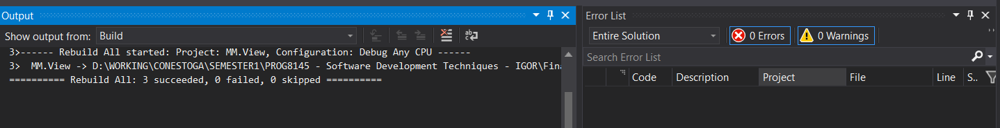 Output
Show output from: Build
3>------ Rebuild All started: Project: MM.View, Configuration: Debug Any CPU ------
3>  MM.View -> D:\WORKING\CONESTOGA\SEMESTER1\PROG8145 - Software Development Techniques - IGOR\Fina
========== Rebuild All: 3 succeeded, 0 failed, 0 skipped ==========
Error List
Entire Solution 0 Errors 0 Warnings
Search Error List
Code Description Project File Line S..